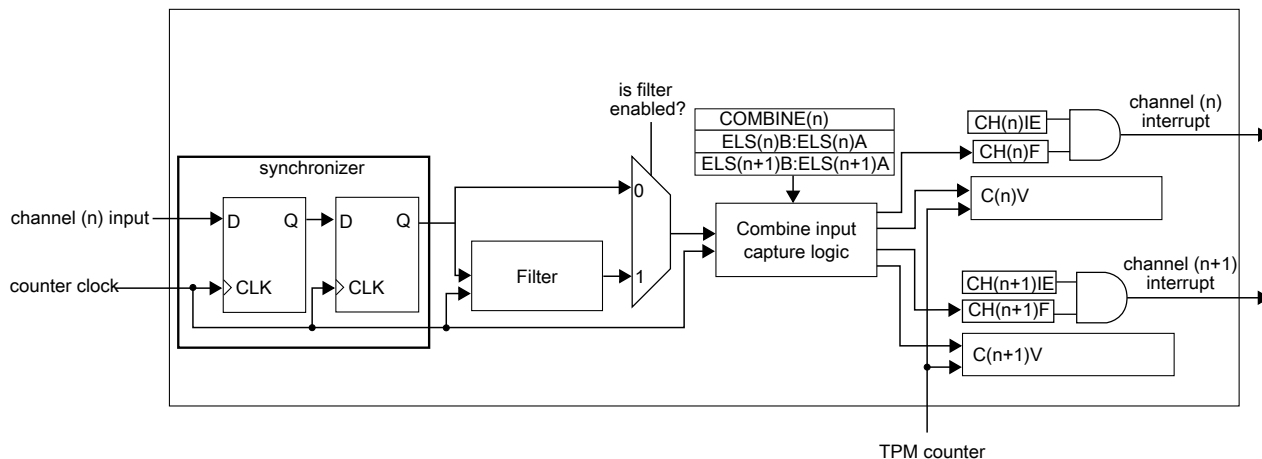 is filter
enabled?
COMBINE(n)
ELS(n)B:ELS(n)A
ELS(n+1)B:ELS(n+1)A
CH(n)IE
CH(n)F
channel (n)
interrupt
synchronizer
channel (n) input
D
Q
D
Q
0
C(n)V
Combine input
capture logic
Filter
1
counter clock
CLK
CLK
CH(n+1)IE
CH(n+1)F
channel (n+1)
interrupt
C(n+1)V
TPM counter